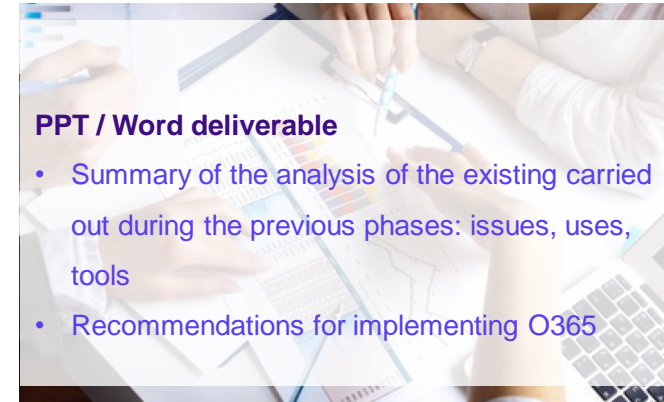 PPT / Word deliverable
• Summary of the analysis of the existing carried
out during the previous phases: issues, uses,
tools
• Recommendations for implementing O365